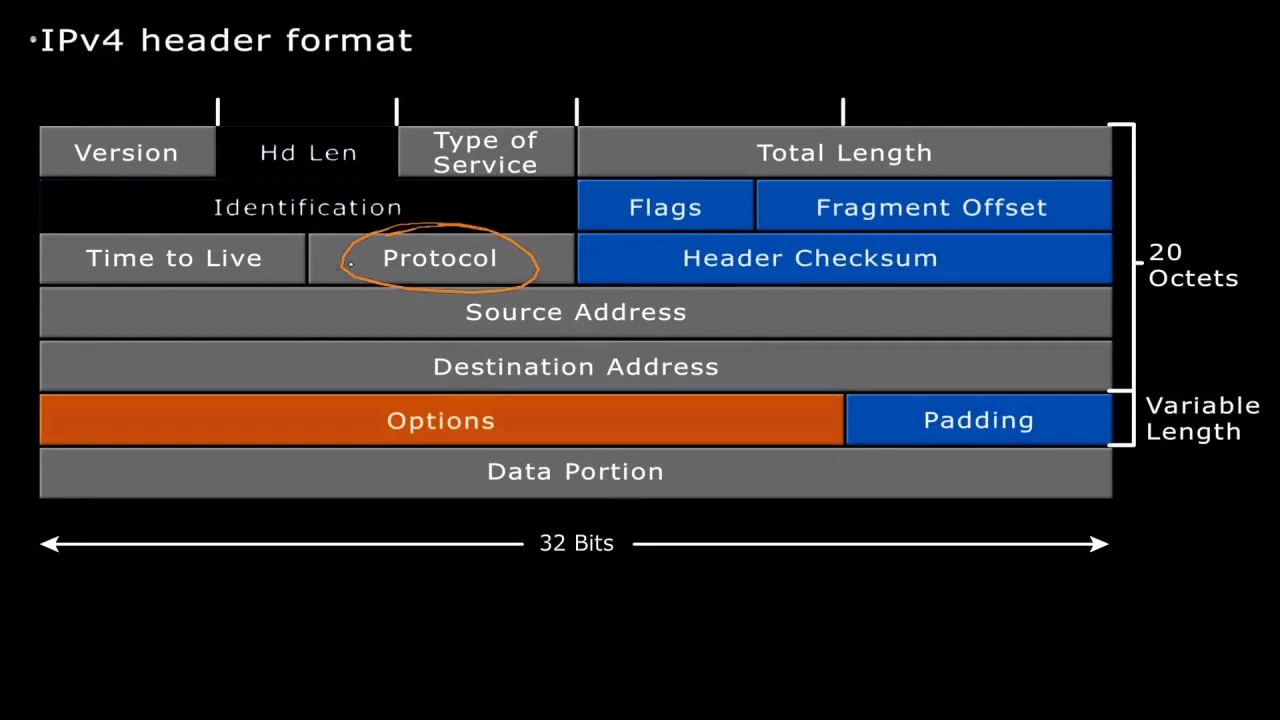 ·IPv4 header format
Version
Hd Len
Type of
Service
Total Length
Identification
Flags
Fragment Offset
Time to Live
Protocol
Header Checksum
20
Octets
Source Address
Destination Address
Options
Padding
Variable
Length
Data Portion
32 Bits